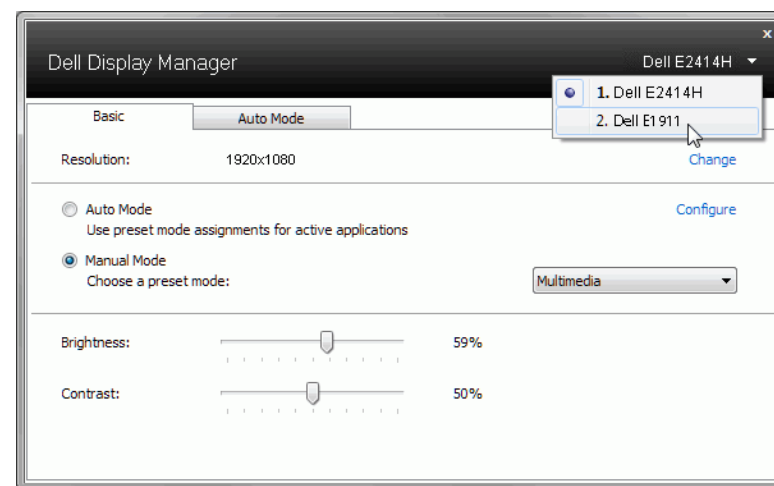 x
Dell Display Manager
Dell E2414H
1. Dell E2414H
2. Dell E1911
Basic
Auto Mode
Resolution:
1920x1080
Change
Auto Mode
Configure
Use preset mode assignments for active applications
Manual Mode
Choose a preset mode:
Multimedia
Brightness:
59%
Contrast:
50%